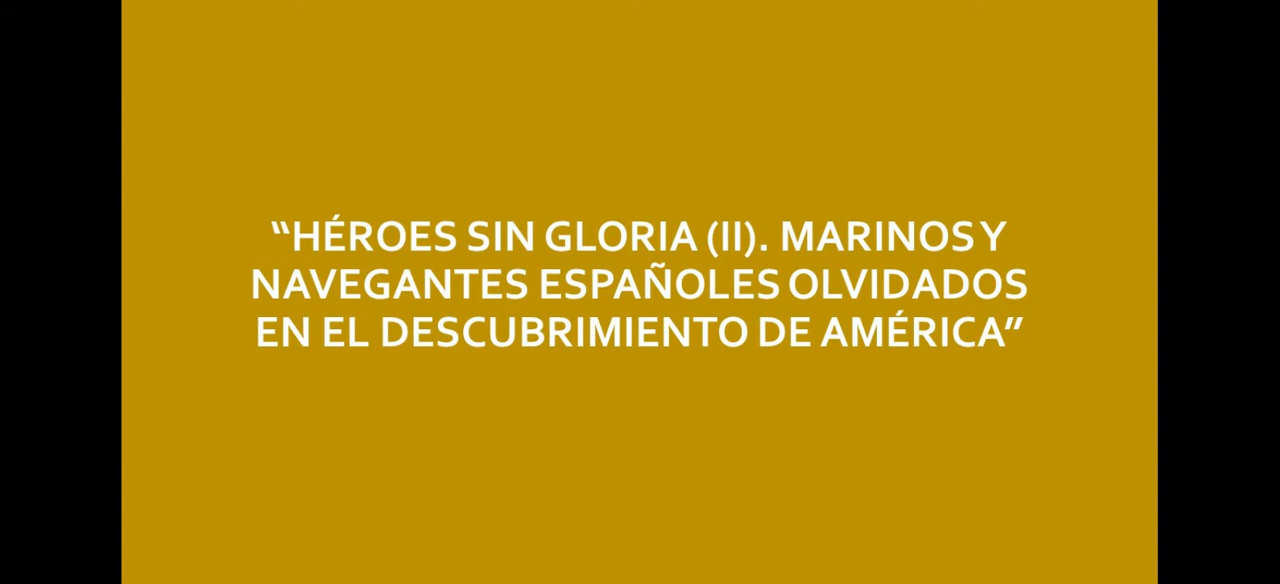 “HÉROES SIN GLORIA (II). MARINOS Y
NAVEGANTES ESPAÑOLES OLVIDADOS
EN EL DESCUBRIMIENTO DE AMÉRICA”